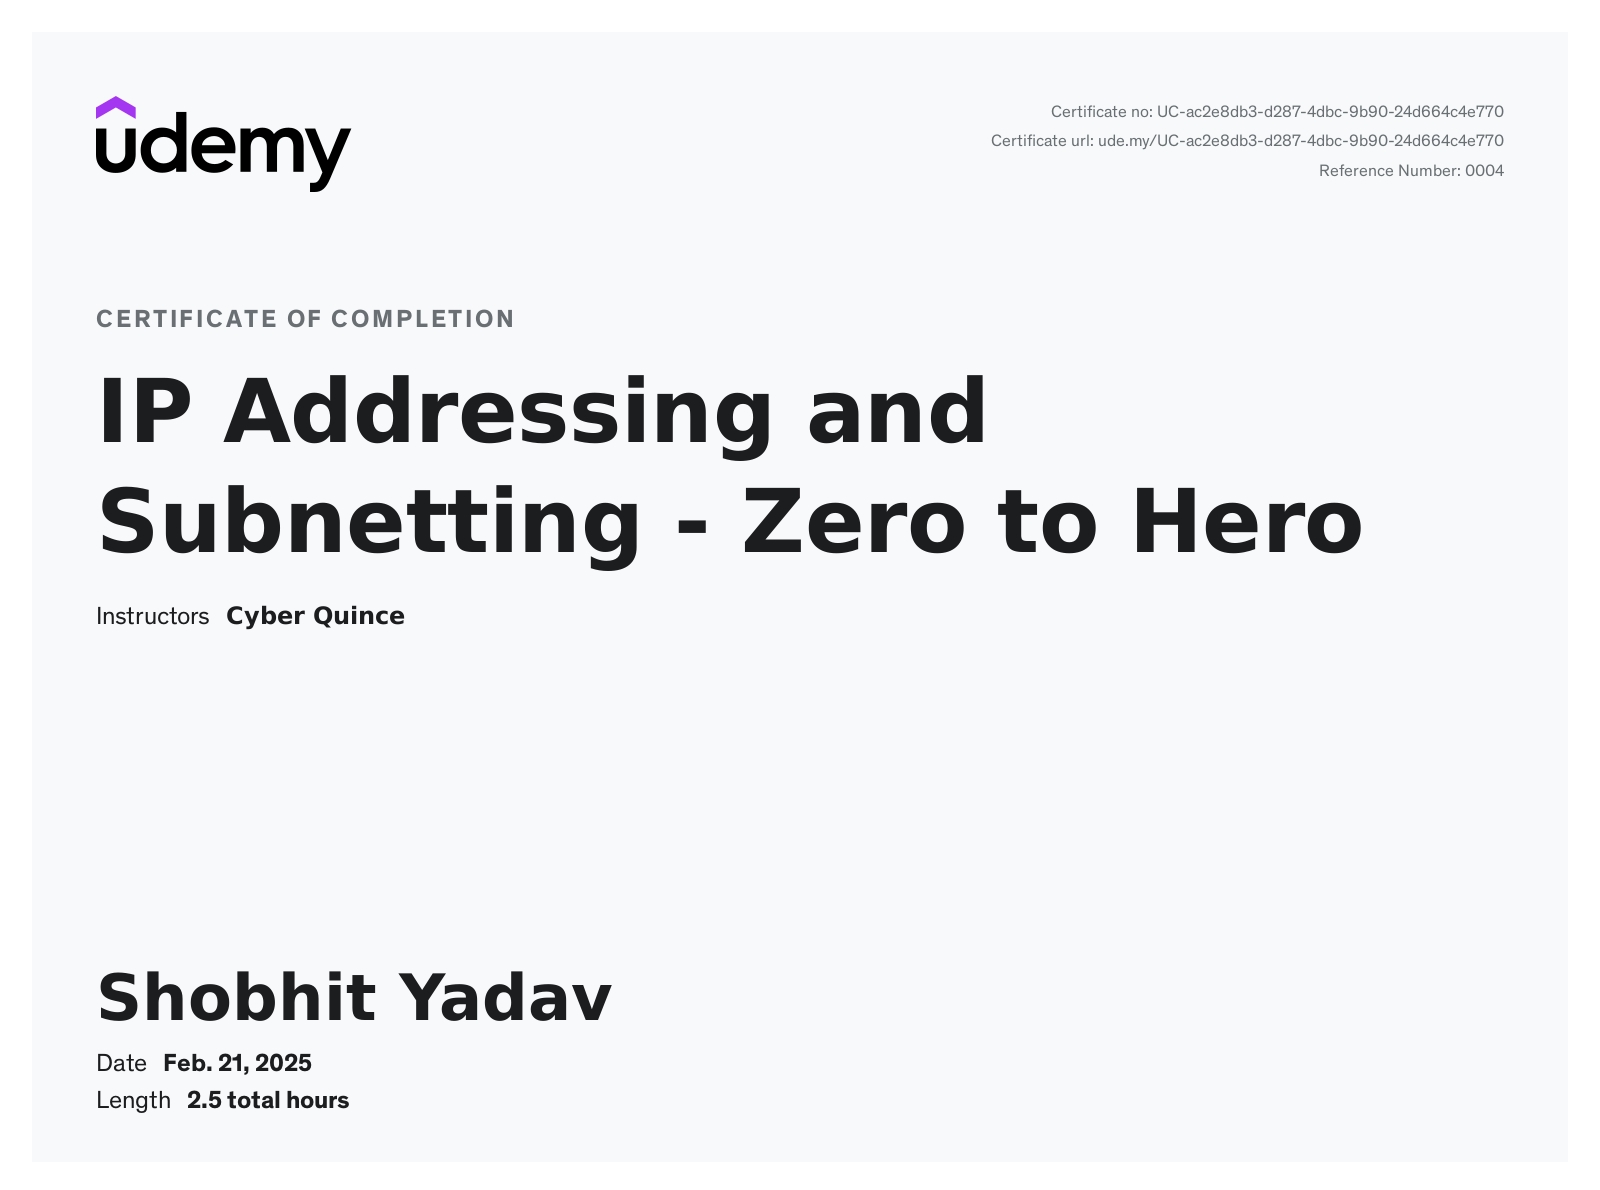 udemy
Certificate no: UC-ac2e8db3-d287-4dbc-9b90-24d664c4e770
Certificate url: ude.my/UC-ac2e8db3-d287-4dbc-9b90-24d664c4e770
Reference Number: 0004
CERTIFICATE OF COMPLETION
IP Addressing and
Subnetting - Zero to Hero
Instructors Cyber Quince
Shobhit Yadav
Date Feb. 21, 2025
Length 2.5 total hours